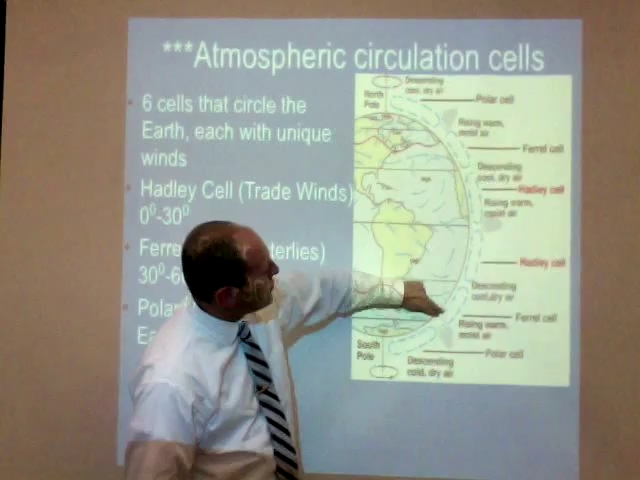 ***Atmospheric circulation cells
6 cells that circle the
Earth, each with unique
winds
Hadley Cell (Trade Winds)
0⁰-30⁰
Ferre terlies)
30⁰-6
Pola
Ea
Descending
cool, dry air
North
Pole
Polar cell
Rising warm,
moist air
Ferrel cell
Descending
cool, dry air
Hadley cell
Rising warm,
moist air
Hadley cell
Descending
cool, dry air
Ferrel cell
Rising warm,
moist air
South
Pole
Polar cell
Descending
cold, dry air